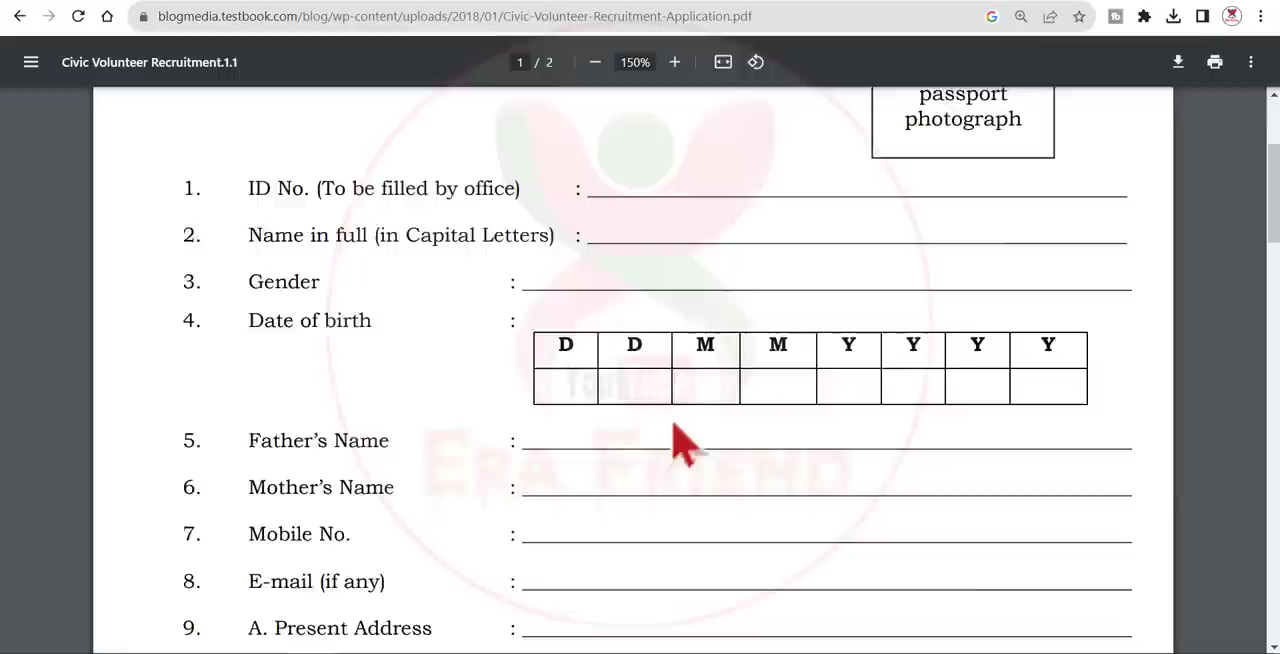 blogmedia.testbook.com/blog/wp-content/uploads/2018/01/Civic-Volunteer-Recruitment-Application.pdf
Civic Volunteer Recruitment.1.1
1 / 2
150%
passport
photograph
1. ID No. (To be filled by office) :
2. Name in full (in Capital Letters) :
3. Gender :
4. Date of birth :
D D M M Y Y Y Y
5. Father's Name :
6. Mother's Name :
7. Mobile No. :
8. E-mail (if any) :
9. A. Present Address :
YouTube
ERA FRIEND